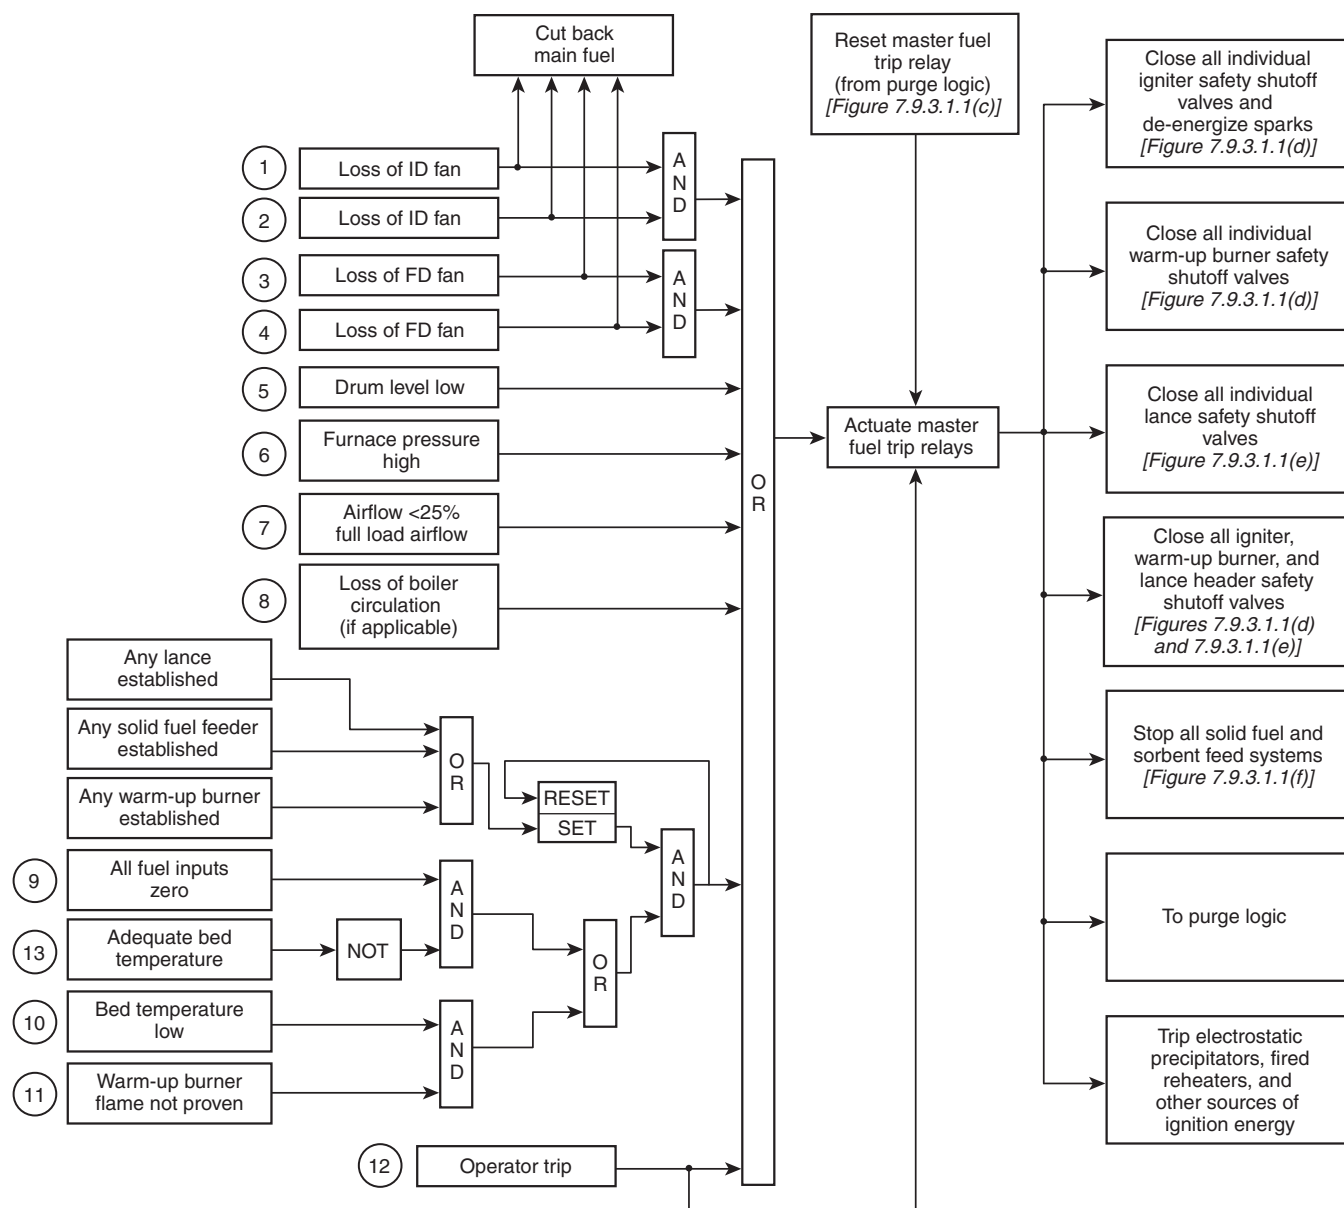 Cut back
main fuel
Reset master fuel
trip relay
(from purge logic)
[Figure 7.9.3.1.1(c)]
Close all individual
igniter safety shutoff
valves and
de-energize sparks
[Figure 7.9.3.1.1(d)]
1
Loss of ID fan
2
Loss of ID fan
AND
3
Loss of FD fan
4
Loss of FD fan
AND
Close all individual
warm-up burner safety
shutoff valves
[Figure 7.9.3.1.1(d)]
5
Drum level low
6
Furnace pressure
high
7
Airflow <25%
full load airflow
8
Loss of boiler
circulation
(if applicable)
OR
Actuate master
fuel trip relays
Close all individual
lance safety shutoff
valves
[Figure 7.9.3.1.1(e)]
Close all igniter,
warm-up burner, and
lance header safety
shutoff valves
[Figures 7.9.3.1.1(d)
and 7.9.3.1.1(e)]
Any lance
established
Any solid fuel feeder
established
Any warm-up burner
established
OR
RESET
SET
AND
Stop all solid fuel and
sorbent feed systems
[Figure 7.9.3.1.1(f)]
9
All fuel inputs
zero
13
Adequate bed
temperature
NOT
AND
OR
10
Bed temperature
low
11
Warm-up burner
flame not proven
AND
To purge logic
12
Operator trip
Trip electrostatic
precipitators, fired
reheaters, and
other sources of
ignition energy